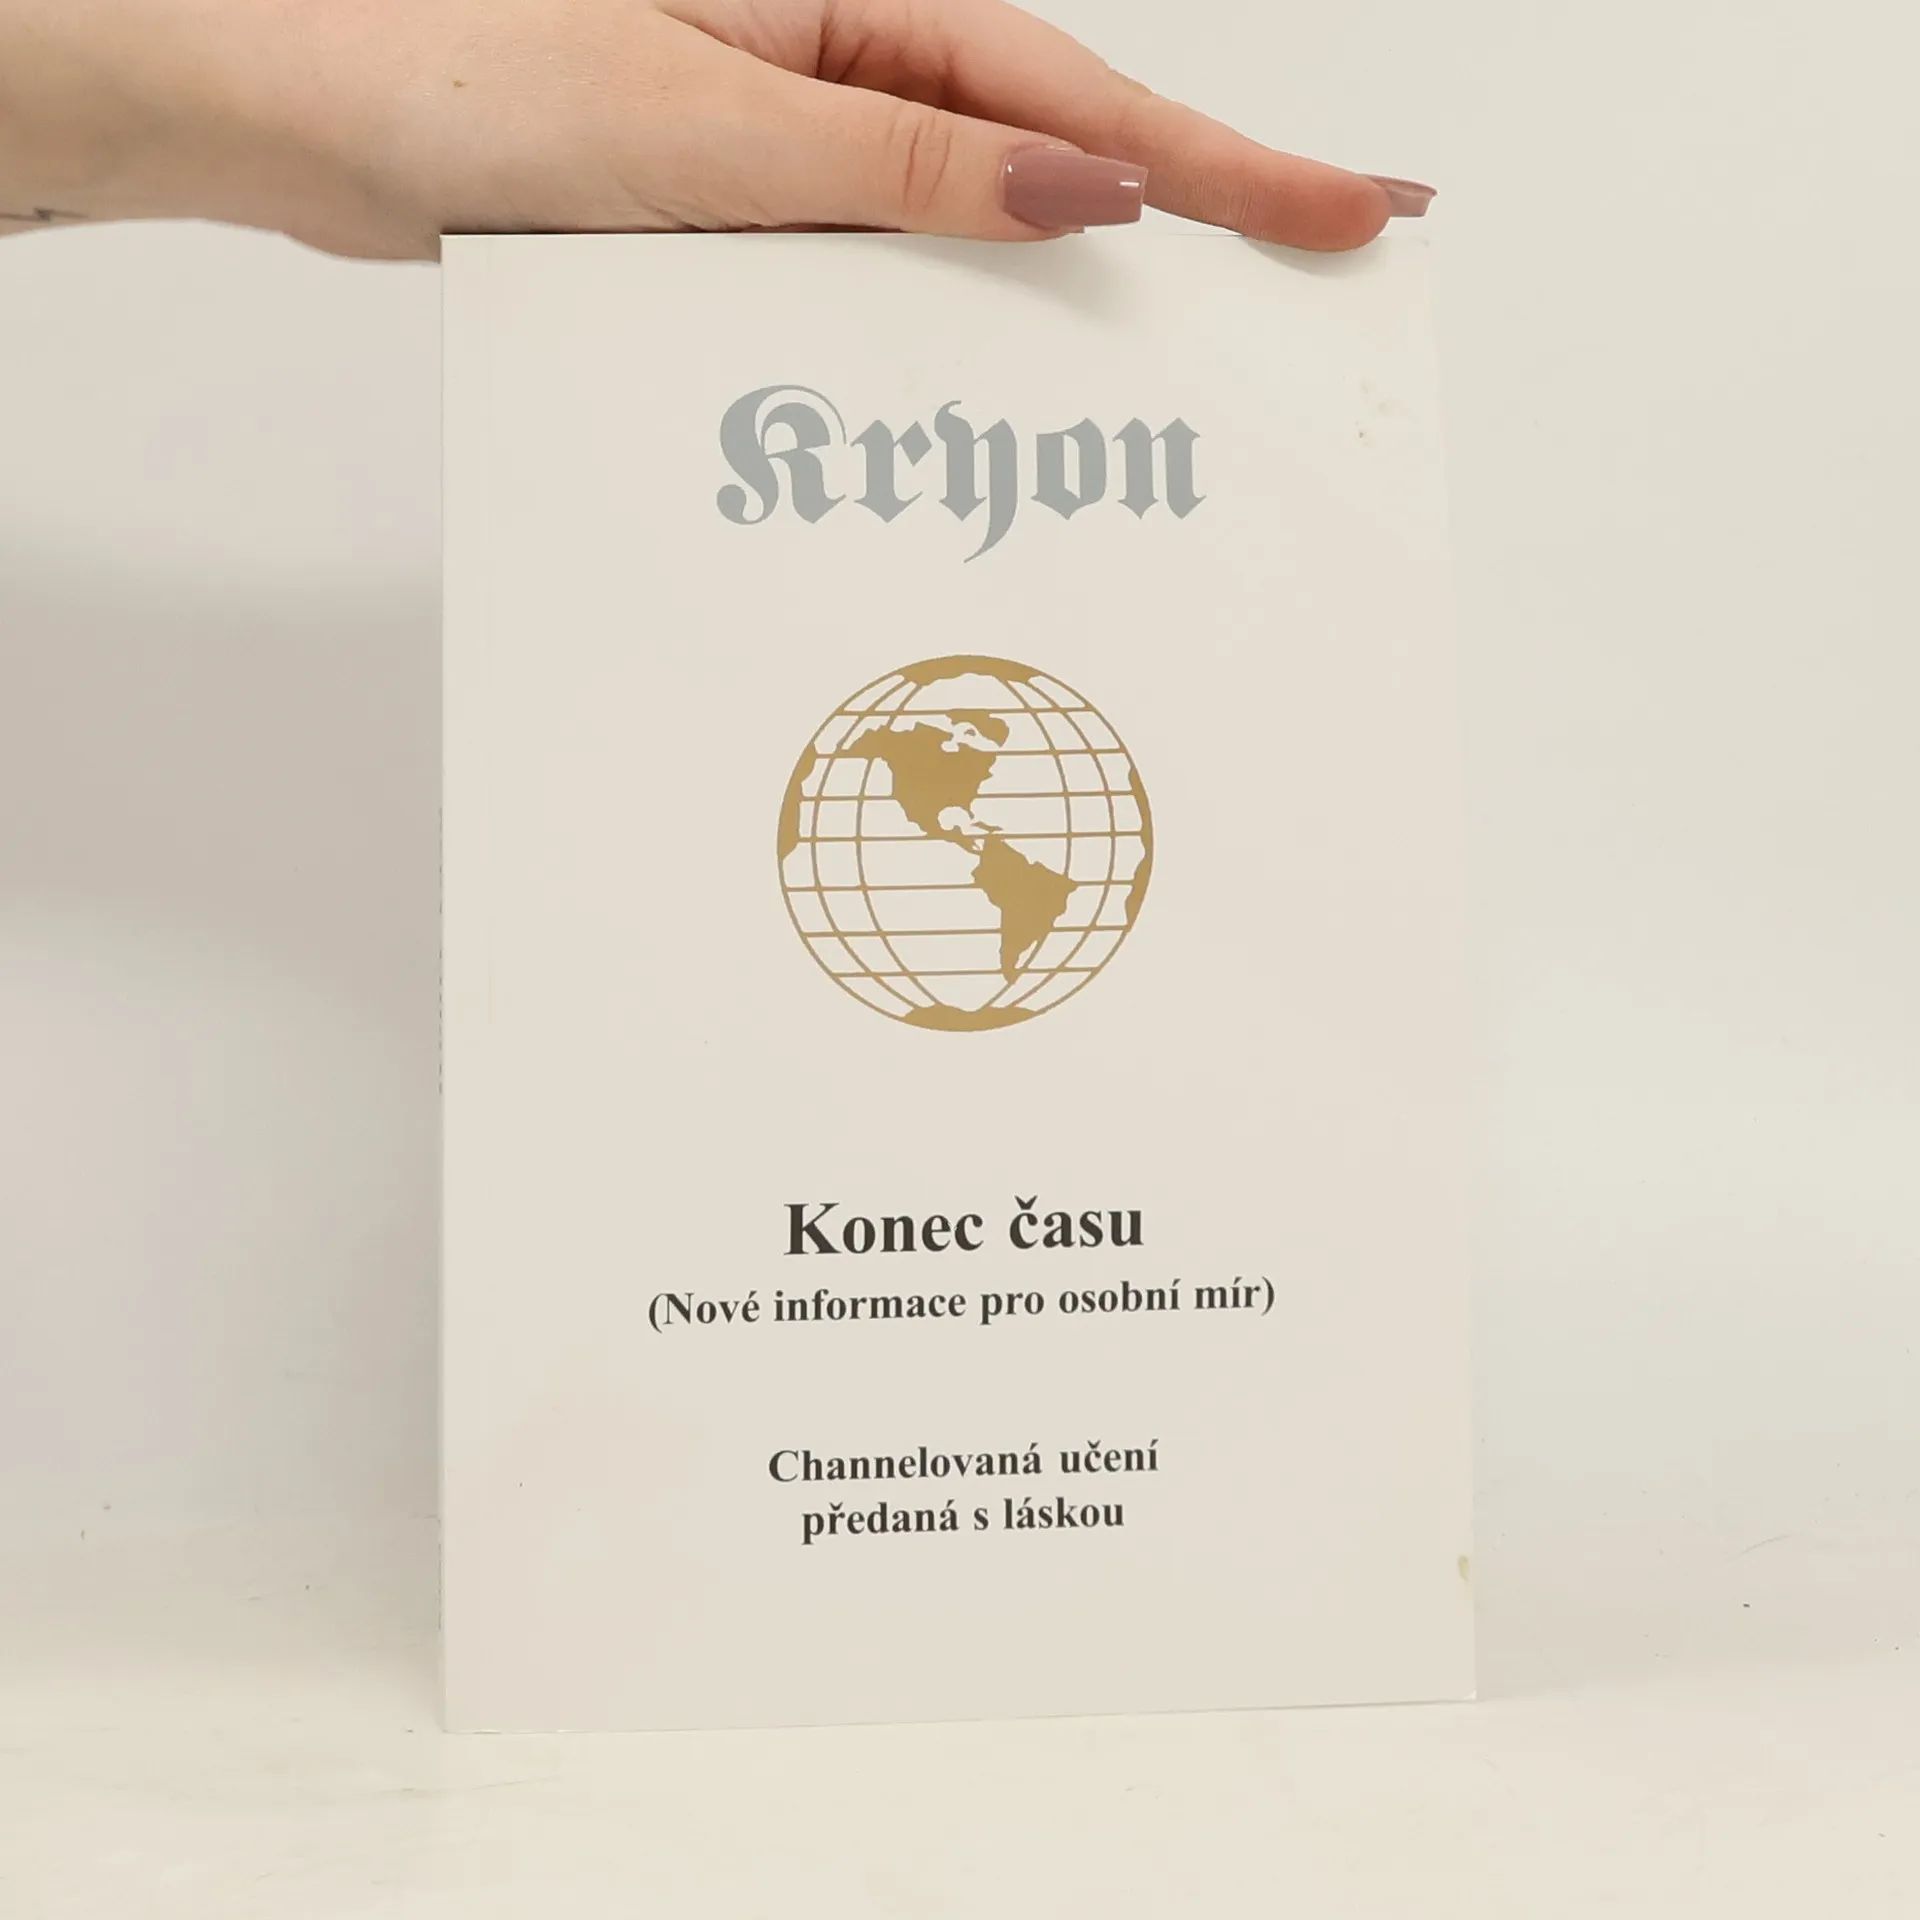 Kryon
Konec času
(Nové informace pro osobní mír)
Channelovaná učení
předaná s láskou